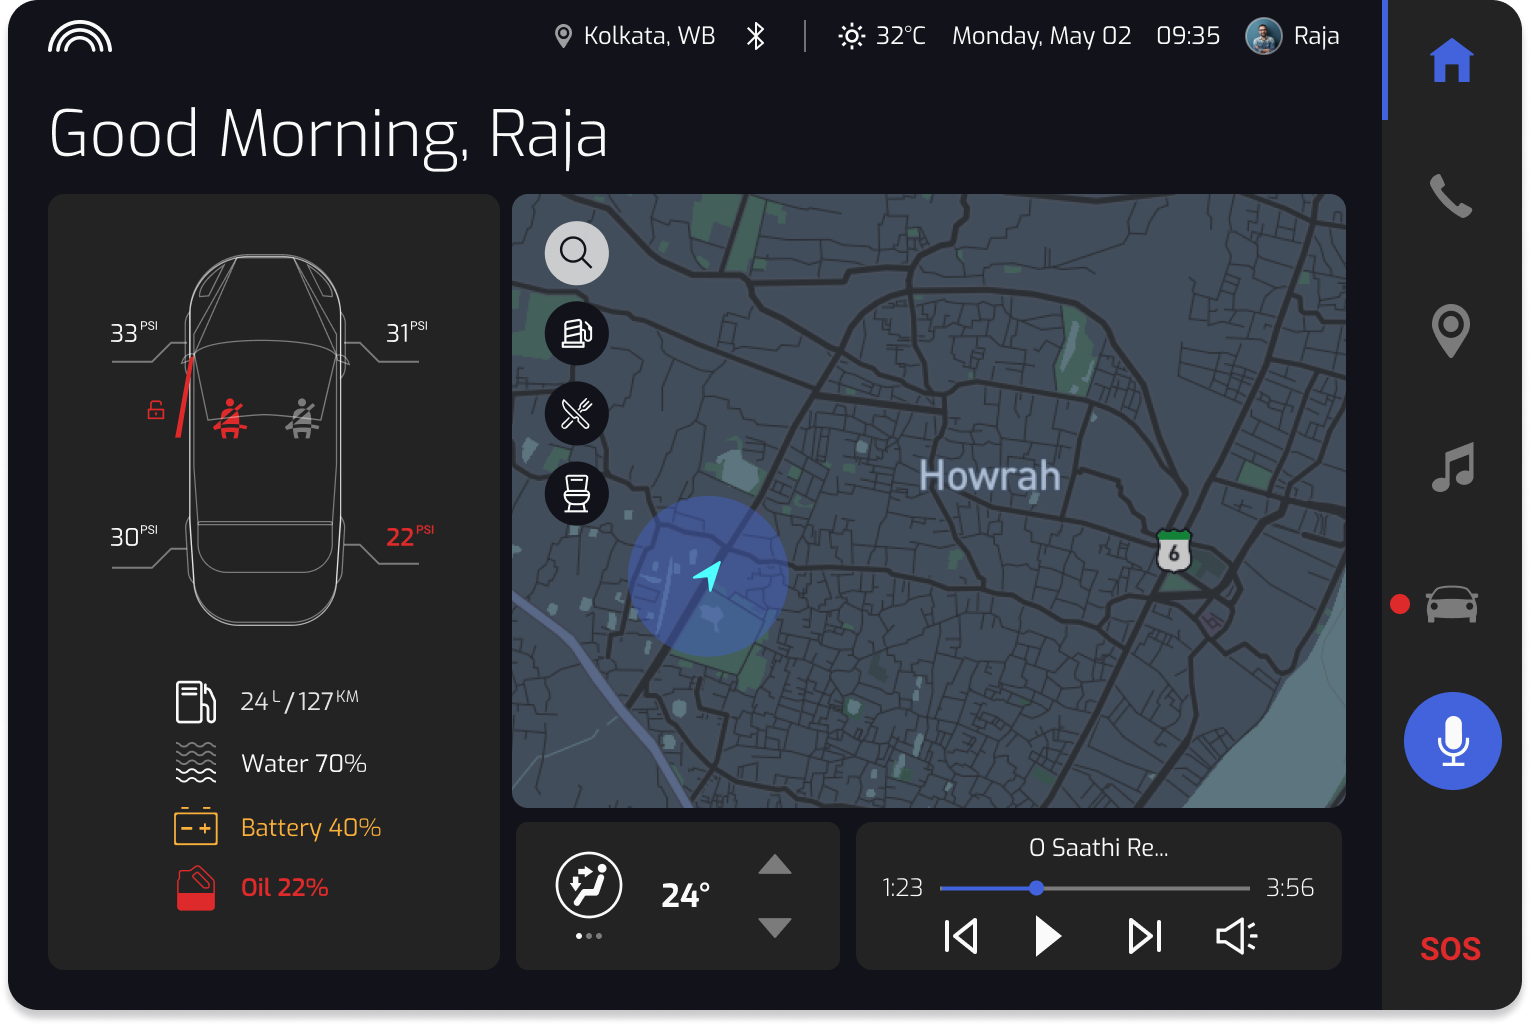 Kolkata, WB
32°C
Monday, May 02
09:35
Raja
Good Morning, Raja
33 PSI
31 PSI
30 PSI
22 PSI
24 L / 127 KM
Water 70%
Battery 40%
Oil 22%
Howrah
6
24°
O Saathi Re...
1:23
3:56
SOS